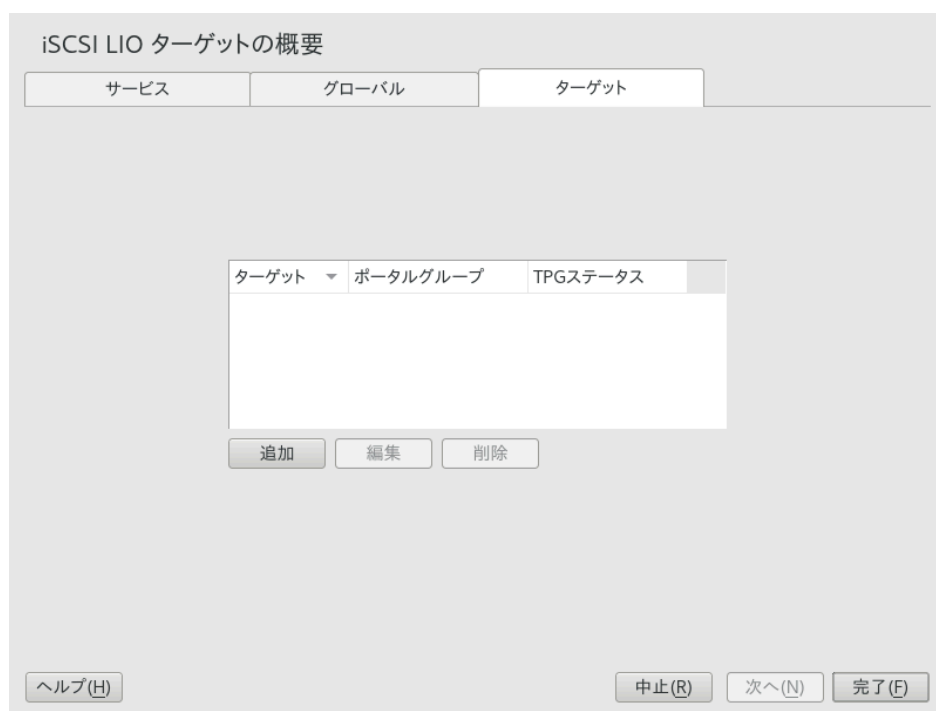 iSCSI LIO ターゲットの概要
サービス グローバル ターゲット
ターゲット ポータルグループ TPGステータス
追加 編集 削除
ヘルプ(H) 中止(R) 次へ(N) 完了(F)